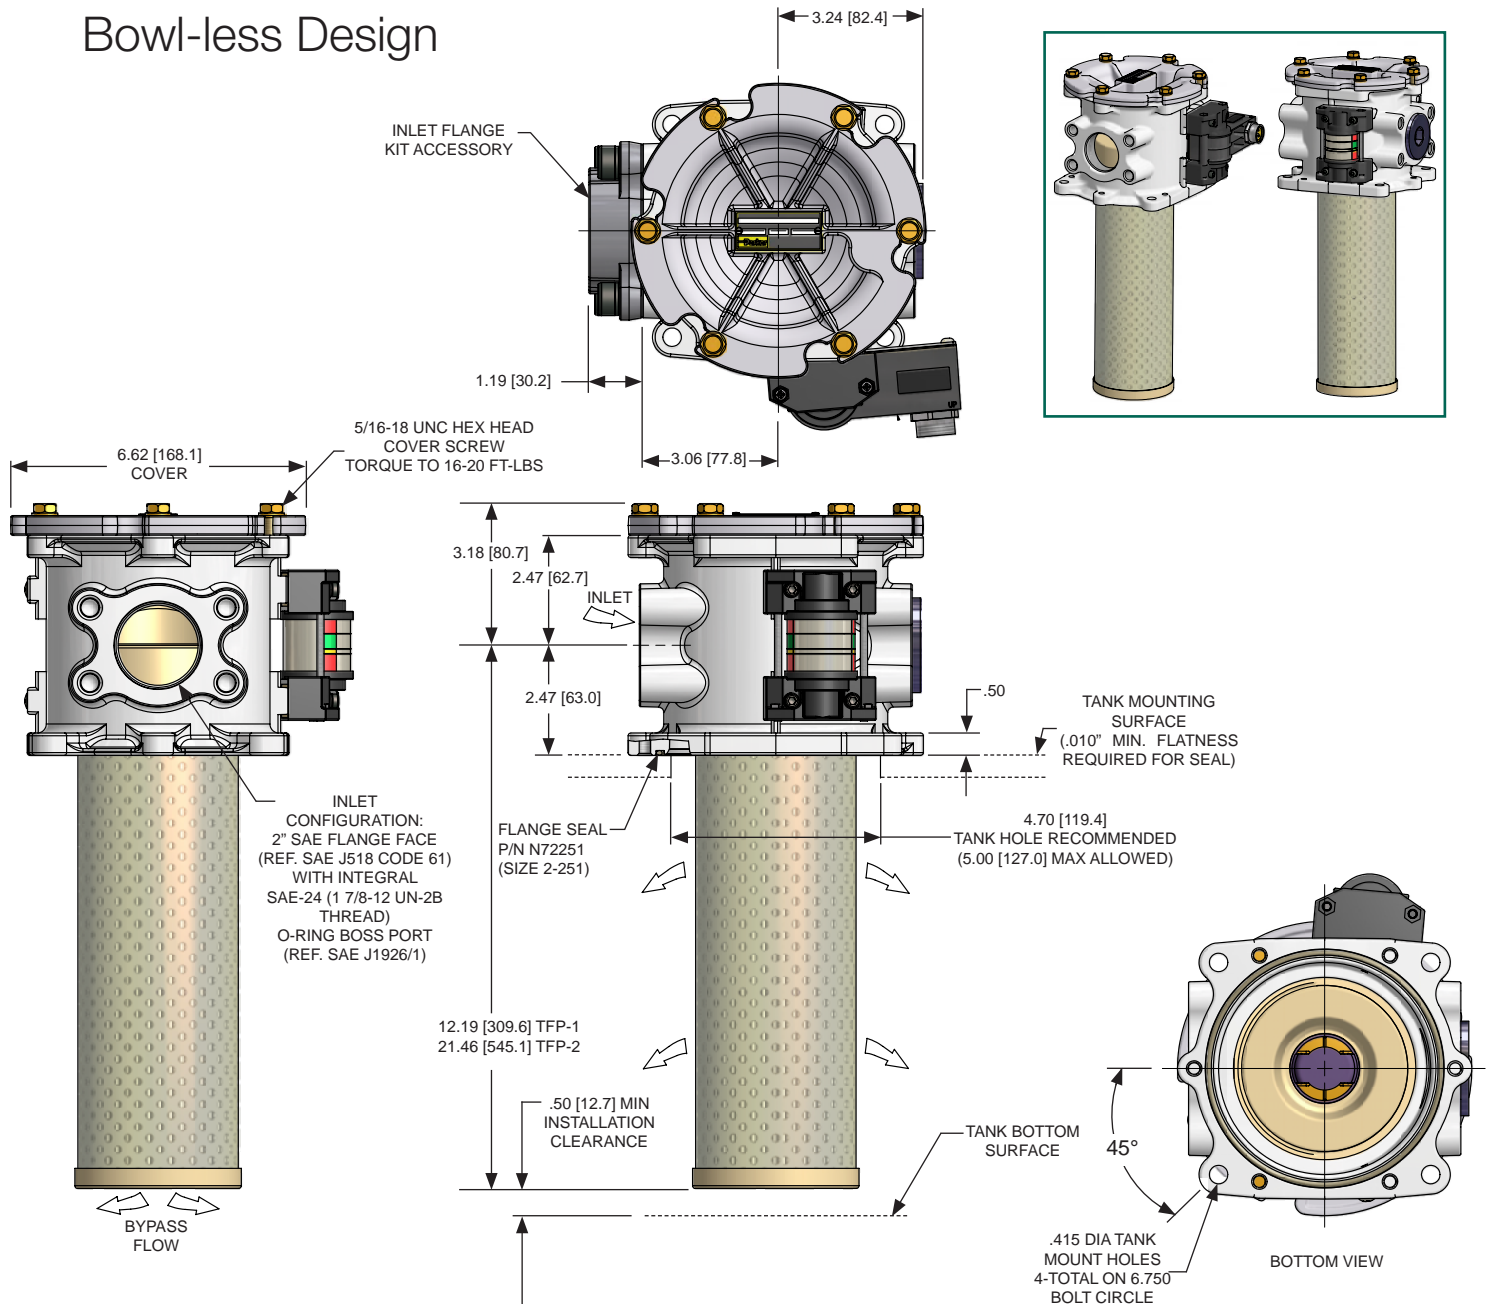 Bowl-less Design
3.24 [82.4]
INLET FLANGE
KIT ACCESSORY
1.19 [30.2]
3.06 [77.8]
UP
5/16-18 UNC HEX HEAD
COVER SCREW
TORQUE TO 16-20 FT-LBS
6.62 [168.1]
COVER
3.18 [80.7]
2.47 [62.7]
INLET
2.47 [63.0]
.50
TANK MOUNTING
SURFACE
(.010" MIN. FLATNESS
REQUIRED FOR SEAL)
INLET
CONFIGURATION:
2" SAE FLANGE FACE
(REF. SAE J518 CODE 61)
WITH INTEGRAL
SAE-24 (1 7/8-12 UN-2B
THREAD)
O-RING BOSS PORT
(REF. SAE J1926/1)
FLANGE SEAL
P/N N72251
(SIZE 2-251)
4.70 [119.4]
TANK HOLE RECOMMENDED
(5.00 [127.0] MAX ALLOWED)
12.19 [309.6] TFP-1
21.46 [545.1] TFP-2
.50 [12.7] MIN
INSTALLATION
CLEARANCE
TANK BOTTOM
SURFACE
BYPASS
FLOW
45°
.415 DIA TANK
MOUNT HOLES
4-TOTAL ON 6.750
BOLT CIRCLE
BOTTOM VIEW